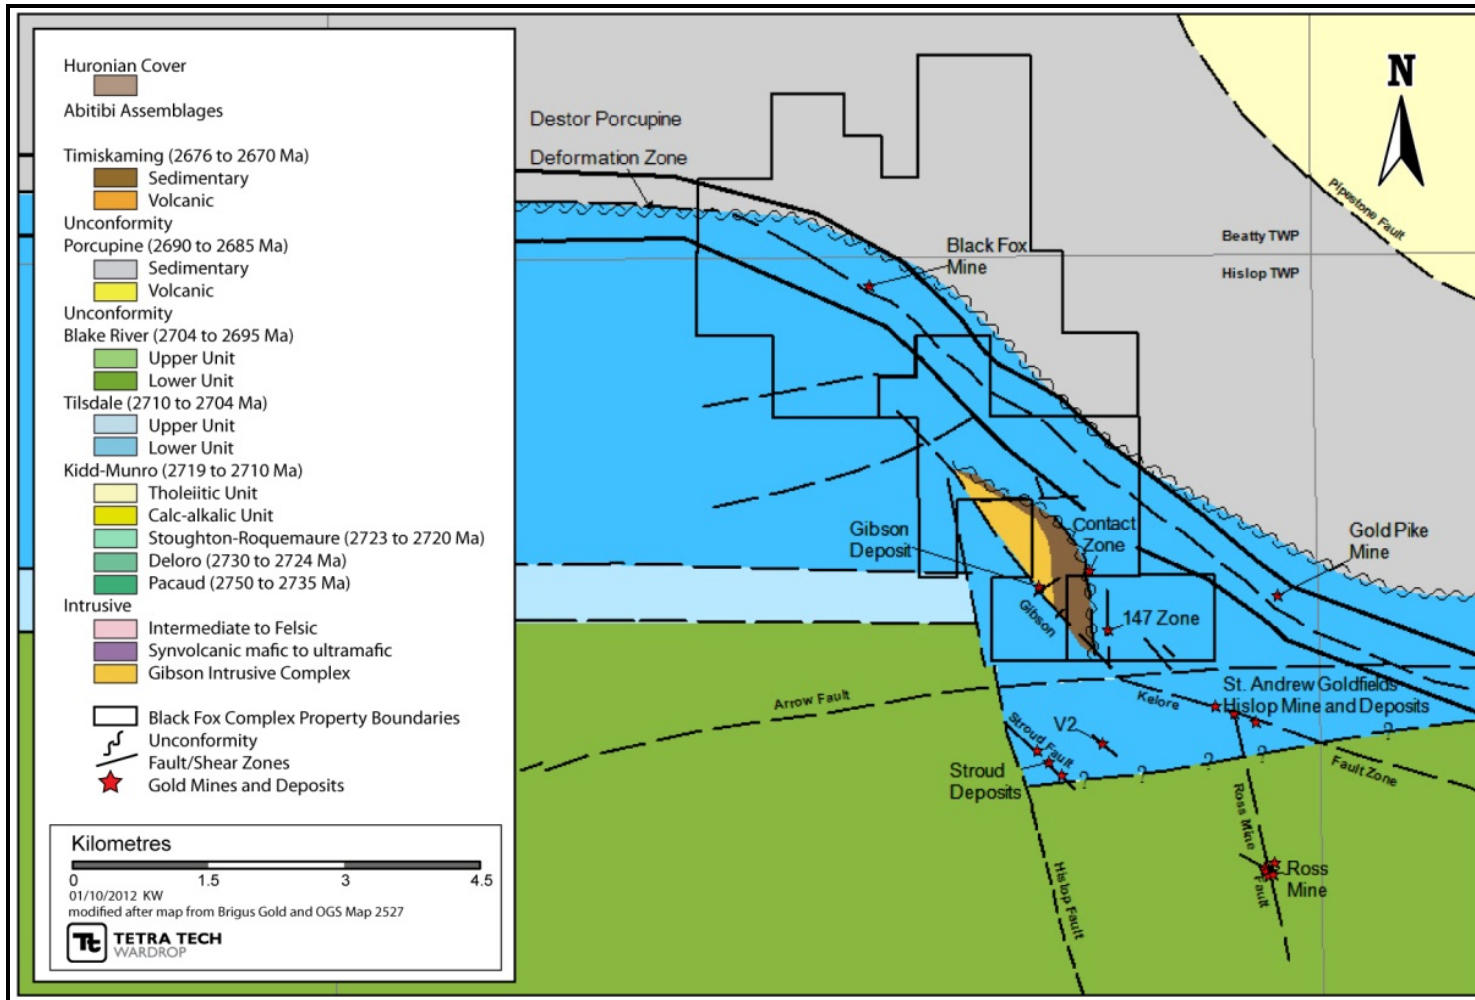 Huronian Cover
Abitibi Assemblages
Timiskaming (2676 to 2670 Ma)
Sedimentary
Volcanic
Unconformity
Porcupine (2690 to 2685 Ma)
Sedimentary
Volcanic
Unconformity
Blake River (2704 to 2695 Ma)
Upper Unit
Lower Unit
Tilsdale (2710 to 2704 Ma)
Upper Unit
Lower Unit
Kidd-Munro (2719 to 2710 Ma)
Tholeiitic Unit
Calc-alkalic Unit
Stoughton-Roquemaure (2723 to 2720 Ma)
Deloro (2730 to 2724 Ma)
Pacaud (2750 to 2735 Ma)
Intrusive
Intermediate to Felsic
Synvolcanic mafic to ultramafic
Gibson Intrusive Complex
Black Fox Complex Property Boundaries
Unconformity
Fault/Shear Zones
Gold Mines and Deposits
Kilometres
0 1.5 3 4.5
01/10/2012 KW
modified after map from Brigus Gold and OGS Map 2527
Tt TETRA TECH
WARDROP
Destor Porcupine
Deformation Zone
N
Pipestone Fault
Beatty TWP
Hislop TWP
Black Fox
Mine
Gibson
Deposit
Contact
Zone
Gold Pike
Mine
Gibson
147 Zone
Arrow Fault
Kelore
St. Andrew Goldfields
Hislop Mine and Deposits
Stroud Fault
V2
Stroud
Deposits
? ? ? ? ?
Fault Zone
Ross Mine
Fault
Ross
Mine
Hislop Fault